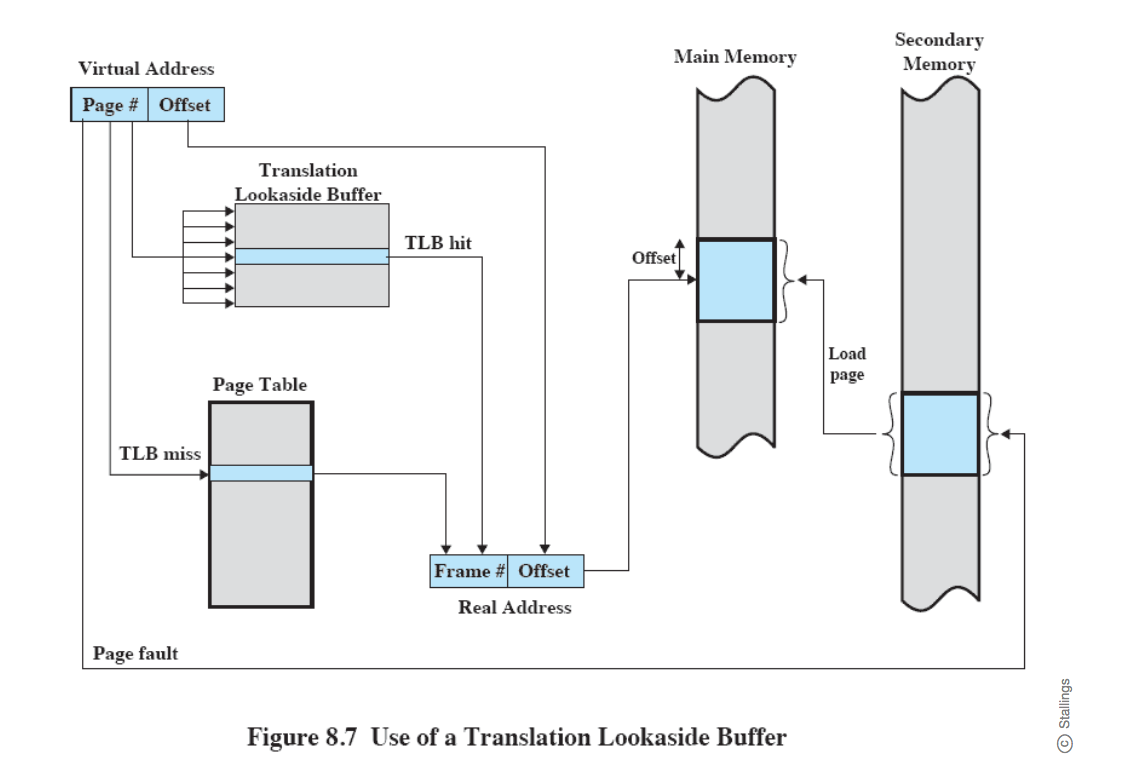 Secondary
Memory
Main Memory
Virtual Address
Page # Offset
Translation
Lookaside Buffer
TLB hit
Offset
Load
page
Page Table
TLB miss
Frame # Offset
Real Address
Page fault
Figure 8.7 Use of a Translation Lookaside Buffer
© Stallings